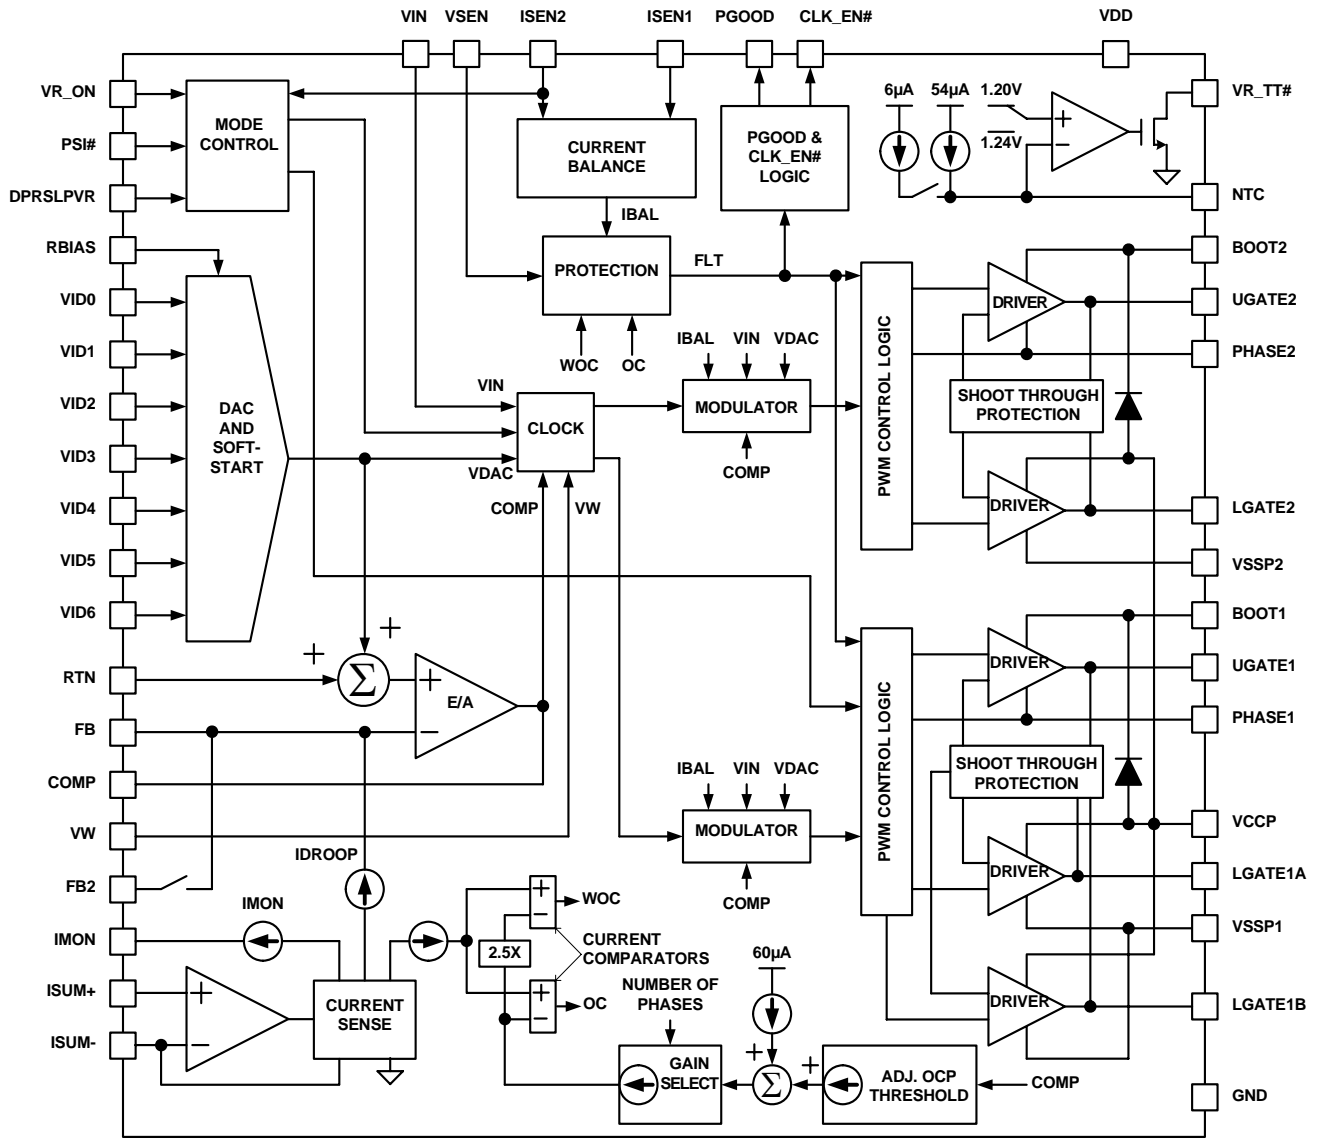 VIN
VSEN
ISEN2
ISEN1
PGOOD
CLK_EN#
VDD
VR_ON
PSI#
DPRSLPVR
MODE
CONTROL
CURRENT
BALANCE
PGOOD &
CLK_EN#
LOGIC
6µA
54µA
1.20V
1.24V
+
−
VR_TT#
NTC
IBAL
RBIAS
VID0
VID1
VID2
VID3
VID4
VID5
VID6
DAC
AND
SOFT-
START
PROTECTION
FLT
WOC
OC
IBAL
VIN
VDAC
MODULATOR
COMP
VIN
CLOCK
VDAC
COMP
VW
PWM CONTROL LOGIC
DRIVER
SHOOT THROUGH
PROTECTION
DRIVER
BOOT2
UGATE2
PHASE2
LGATE2
VSSP2
BOOT1
UGATE1
PHASE1
VCCP
LGATE1A
VSSP1
LGATE1B
GND
RTN
FB
COMP
VW
FB2
IMON
ISUM+
ISUM-
+
+
Σ
+
−
E/A
IDROOP
IMON
+
−
CURRENT
SENSE
+
−
WOC
2.5X
CURRENT
COMPARATORS
+
−
OC
NUMBER OF
PHASES
GAIN
SELECT
60µA
+
+
Σ
ADJ. OCP
THRESHOLD
COMP
IBAL
VIN
VDAC
MODULATOR
COMP
PWM CONTROL LOGIC
DRIVER
SHOOT THROUGH
PROTECTION
DRIVER
DRIVER